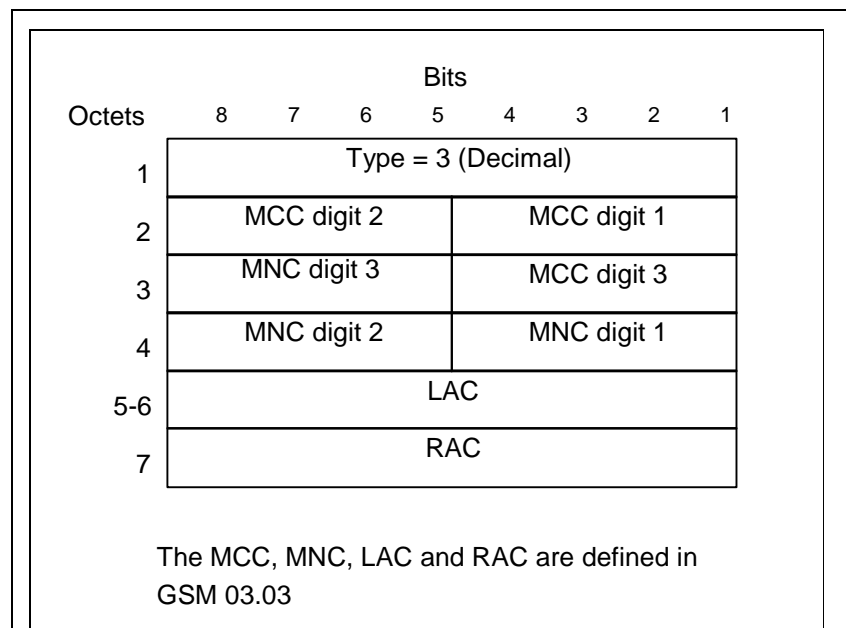 Bits
Octets 8 7 6 5 4 3 2 1
1 Type = 3 (Decimal)
2 MCC digit 2 MCC digit 1
3 MNC digit 3 MCC digit 3
4 MNC digit 2 MNC digit 1
5-6 LAC
7 RAC
The MCC, MNC, LAC and RAC are defined in
GSM 03.03